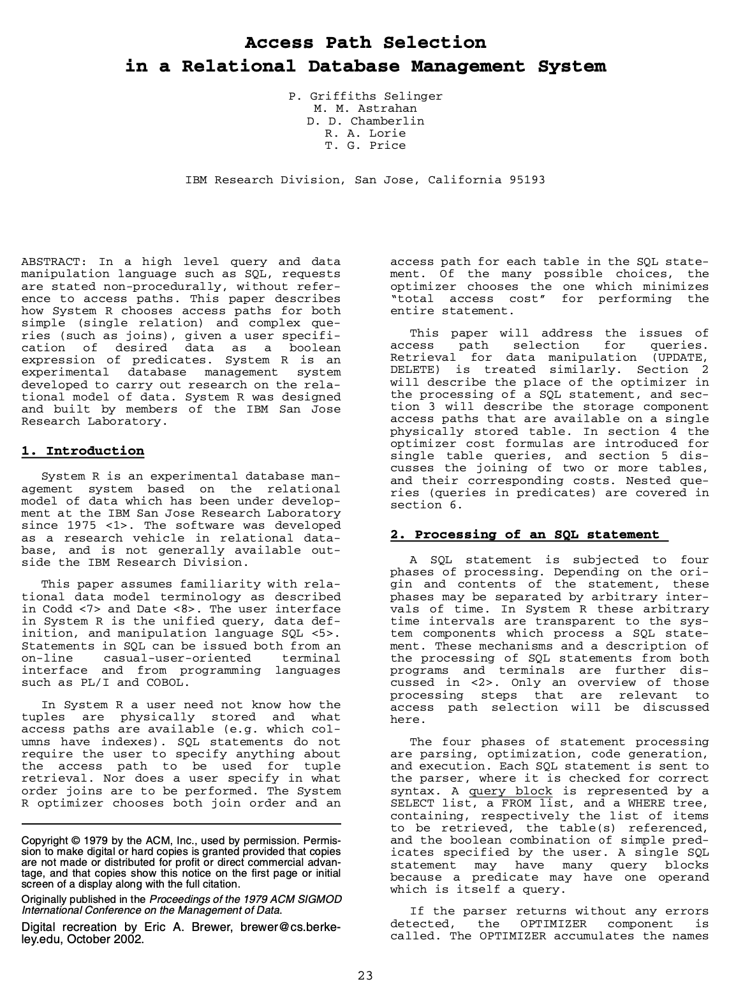 Access Path Selection
in a Relational Database Management System
P. Griffiths Selinger
M. M. Astrahan
D. D. Chamberlin
R. A. Lorie
T. G. Price
IBM Research Division, San Jose, California 95193
ABSTRACT: In a high level query and data
manipulation language such as SQL, requests
are stated non-procedurally, without refer-
ence to access paths. This paper describes
how System R chooses access paths for both
simple (single relation) and complex que-
ries (such as joins), given a user specifi-
cation of desired data as a boolean
expression of predicates. System R is an
experimental database management system
developed to carry out research on the rela-
tional model of data. System R was designed
and built by members of the IBM San Jose
Research Laboratory.
1. Introduction
System R is an experimental database man-
agement system based on the relational
model of data which has been under develop-
ment at the IBM San Jose Research Laboratory
since 1975 <1>. The software was developed
as a research vehicle in relational data-
base, and is not generally available out-
side the IBM Research Division.
This paper assumes familiarity with rela-
tional data model terminology as described
in Codd <7> and Date <8>. The user interface
in System R is the unified query, data def-
inition, and manipulation language SQL <5>.
Statements in SQL can be issued both from an
on-line casual-user-oriented terminal
interface and from programming languages
such as PL/I and COBOL.
In System R a user need not know how the
tuples are physically stored and what
access paths are available (e.g. which col-
umns have indexes). SQL statements do not
require the user to specify anything about
the access path to be used for tuple
retrieval. Nor does a user specify in what
order joins are to be performed. The System
R optimizer chooses both join order and an
Copyright © 1979 by the ACM, Inc., used by permission. Permis-
sion to make digital or hard copies is granted provided that copies
are not made or distributed for profit or direct commercial advan-
tage, and that copies show this notice on the first page or initial
screen of a display along with the full citation.
Originally published in the Proceedings of the 1979 ACM SIGMOD
International Conference on the Management of Data.
Digital recreation by Eric A. Brewer, brewer@cs.berke-
ley.edu, October 2002.
access path for each table in the SQL state-
ment. Of the many possible choices, the
optimizer chooses the one which minimizes
“total access cost” for performing the
entire statement.
This paper will address the issues of
access path selection for queries.
Retrieval for data manipulation (UPDATE,
DELETE) is treated similarly. Section 2
will describe the place of the optimizer in
the processing of a SQL statement, and sec-
tion 3 will describe the storage component
access paths that are available on a single
physically stored table. In section 4 the
optimizer cost formulas are introduced for
single table queries, and section 5 dis-
cusses the joining of two or more tables,
and their corresponding costs. Nested que-
ries (queries in predicates) are covered in
section 6.
2. Processing of an SQL statement
A SQL statement is subjected to four
phases of processing. Depending on the ori-
gin and contents of the statement, these
phases may be separated by arbitrary inter-
vals of time. In System R these arbitrary
time intervals are transparent to the sys-
tem components which process a SQL state-
ment. These mechanisms and a description of
the processing of SQL statements from both
programs and terminals are further dis-
cussed in <2>. Only an overview of those
processing steps that are relevant to
access path selection will be discussed
here.
The four phases of statement processing
are parsing, optimization, code generation,
and execution. Each SQL statement is sent to
the parser, where it is checked for correct
syntax. A query block is represented by a
SELECT list, a FROM list, and a WHERE tree,
containing, respectively the list of items
to be retrieved, the table(s) referenced,
and the boolean combination of simple pred-
icates specified by the user. A single SQL
statement may have many query blocks
because a predicate may have one operand
which is itself a query.
If the parser returns without any errors
detected, the OPTIMIZER component is
called. The OPTIMIZER accumulates the names
23